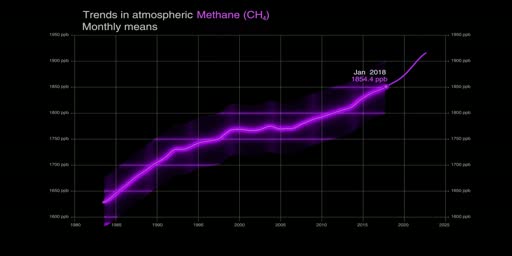 Trends in atmospheric Methane (CH₄)
Monthly means
1950 ppb 1950 ppb
1900 ppb 1900 ppb
Jan 2018
1854.4 ppb
1850 ppb 1850 ppb
1800 ppb 1800 ppb
1750 ppb 1750 ppb
1700 ppb 1700 ppb
1650 ppb 1650 ppb
1600 ppb 1600 ppb
1980 1985 1990 1995 2000 2005 2010 2015 2020 2025